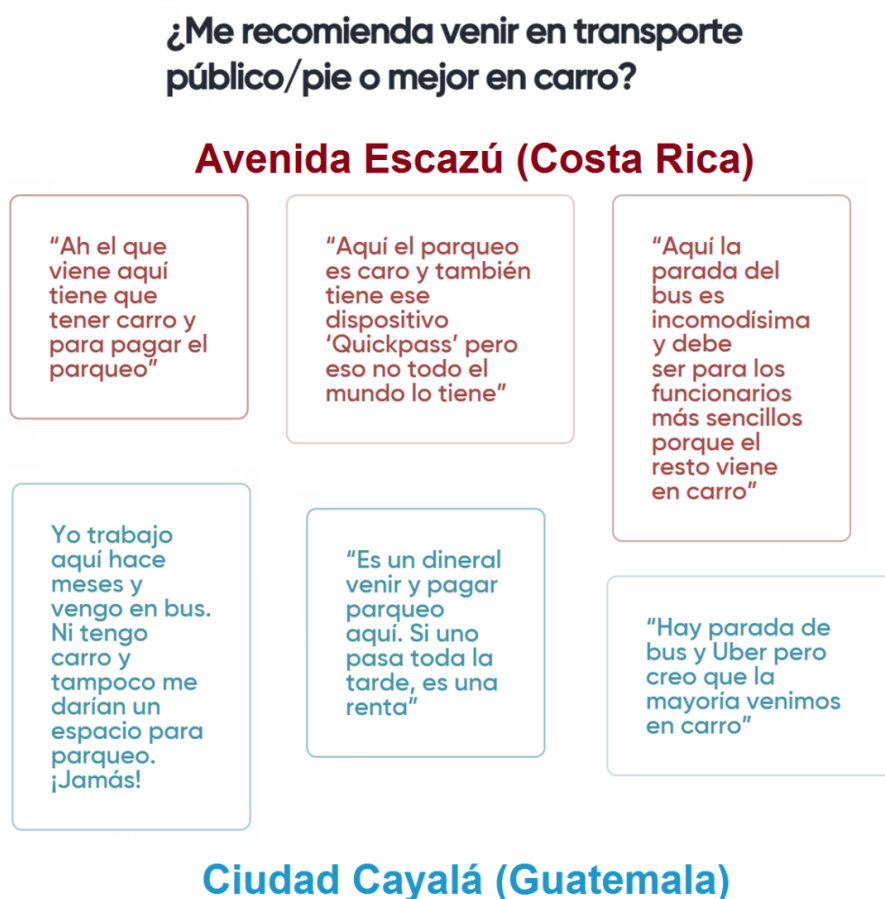 ¿Me recomienda venir en transporte
público/pie o mejor en carro?
Avenida Escazú (Costa Rica)
“Ah el que
viene aquí
tiene que
tener carro y
para pagar el
parqueo”
“Aquí el parqueo
es caro y también
tiene ese
dispositivo
‘Quickpass’ pero
eso no todo el
mundo lo tiene”
“Aquí la
parada del
bus es
incomodísima
y debe
ser para los
funcionarios
más sencillos
porque el
resto viene
en carro”
Yo trabajo
aquí hace
meses y
vengo en bus.
Ni tengo
carro y
tampoco me
darían un
espacio para
parqueo.
¡Jamás!
“Es un dineral
venir y pagar
parqueo
aquí. Si uno
pasa toda la
tarde, es una
renta”
“Hay parada de
bus y Uber pero
creo que la
mayoría venimos
en carro”
Ciudad Cayalá (Guatemala)